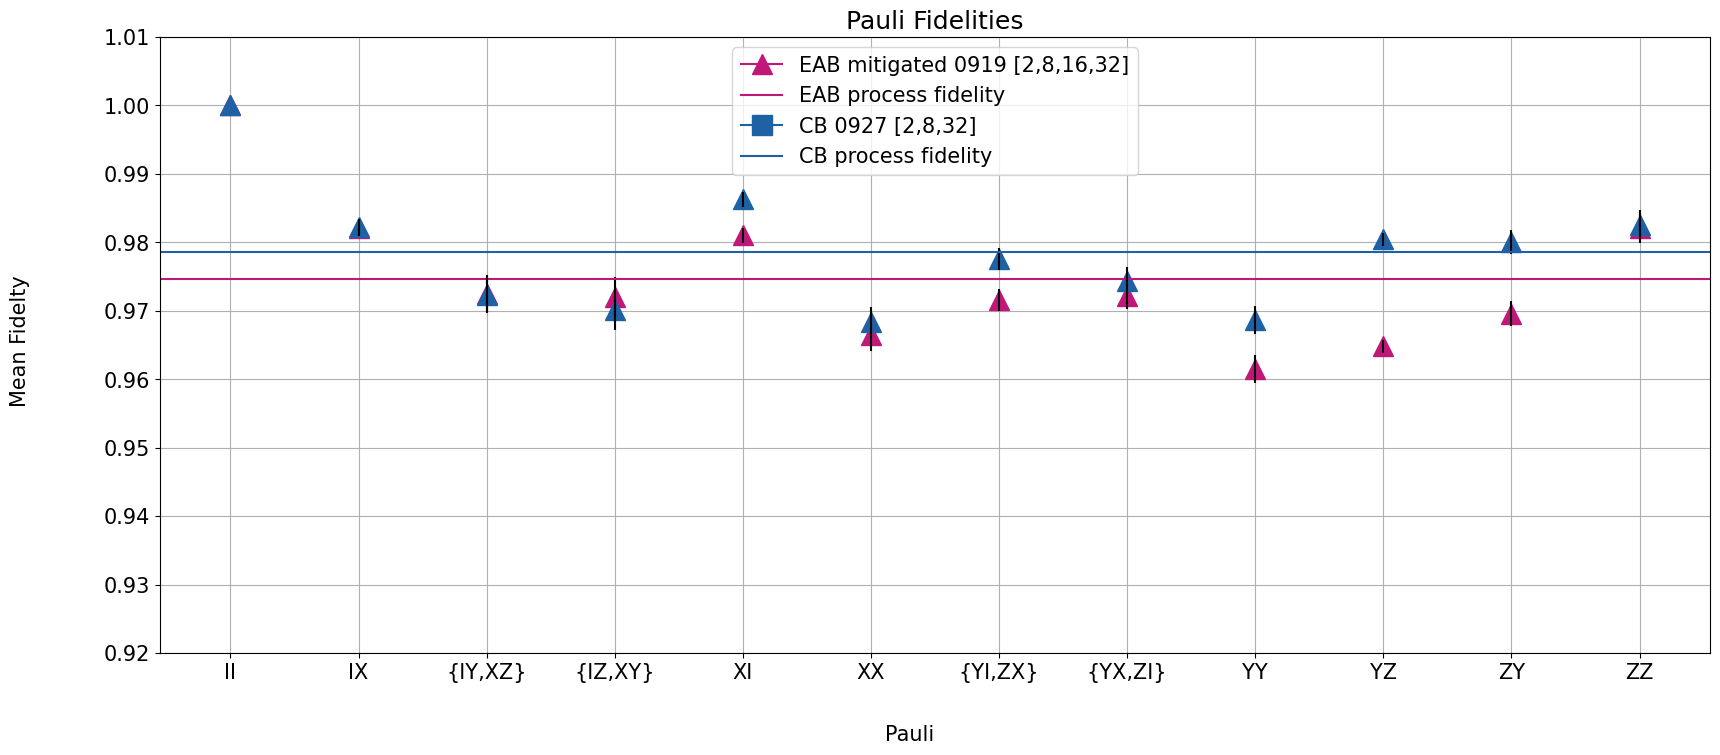 Pauli Fidelities
EAB mitigated 0919 [2,8,16,32]
EAB process fidelity
CB 0927 [2,8,32]
CB process fidelity
1.01
1.00
0.99
0.98
0.97
0.96
0.95
0.94
0.93
0.92
Mean Fidelty
II IX {IY,XZ} {IZ,XY} XI XX {YI,ZX} {YX,ZI} YY YZ ZY ZZ
Pauli